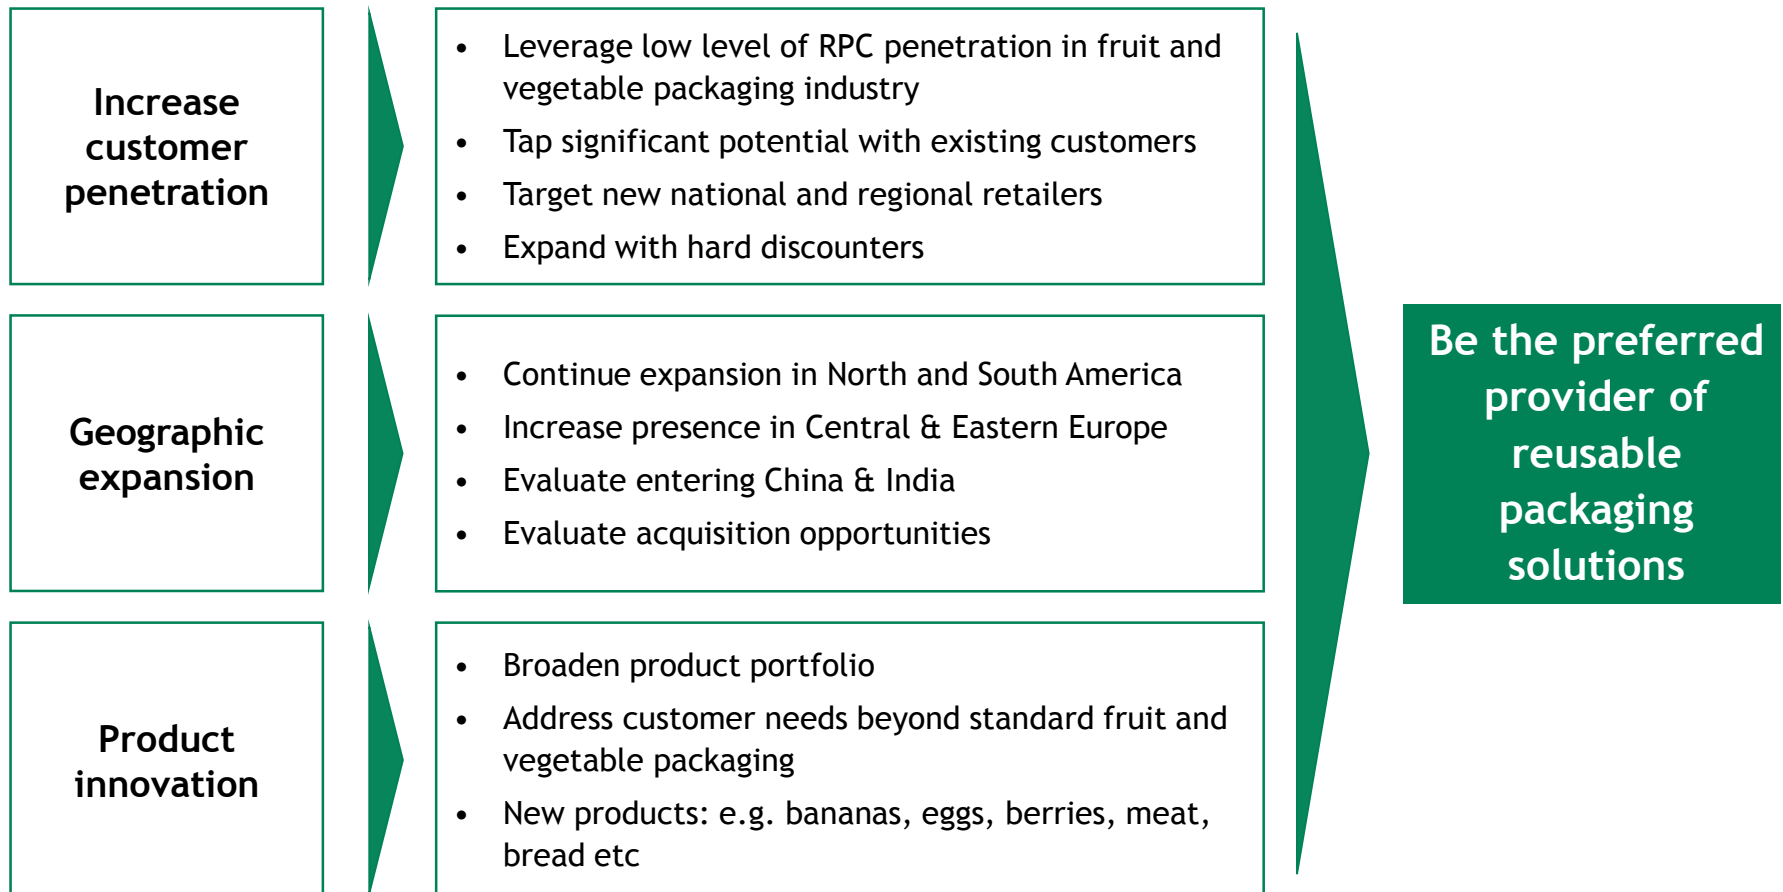 Increase
customer
penetration
• Leverage low level of RPC penetration in fruit and
vegetable packaging industry
• Tap significant potential with existing customers
• Target new national and regional retailers
• Expand with hard discounters
Geographic
expansion
• Continue expansion in North and South America
• Increase presence in Central & Eastern Europe
• Evaluate entering China & India
• Evaluate acquisition opportunities
Product
innovation
• Broaden product portfolio
• Address customer needs beyond standard fruit and
vegetable packaging
• New products: e.g. bananas, eggs, berries, meat,
bread etc
Be the preferred
provider of
reusable
packaging
solutions